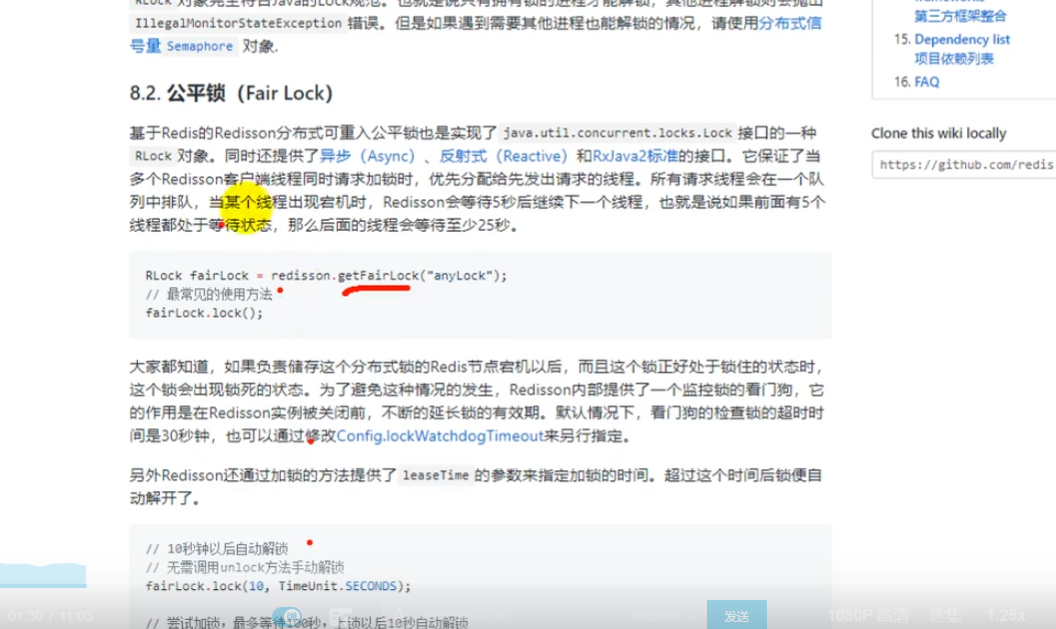 RLock 对象完全符合Java的Lock规范。也就是说只有拥有锁的进程才能解锁，其他进程解锁则会抛出
IllegalMonitorStateException 错误。但是如果遇到需要其他进程也能解锁的情况，请使用分布式信
号量 Semaphore 对象.
8.2. 公平锁（Fair Lock）
基于Redis的Redisson分布式可重入公平锁也是实现了 java.util.concurrent.locks.Lock 接口的一种
RLock 对象。同时还提供了异步（Async）、反射式（Reactive）和RxJava2标准的接口。它保证了当
多个Redisson客户端线程同时请求加锁时，优先分配给先发出请求的线程。所有请求线程会在一个队
列中排队，当某个线程出现宕机时，Redisson会等待5秒后继续下一个线程，也就是说如果前面有5个
线程都处于等待状态，那么后面的线程会等待至少25秒。
RLock fairLock = redisson.getFairLock("anyLock");
// 最常见的使用方法
fairLock.lock();
大家都知道，如果负责储存这个分布式锁的Redis节点宕机以后，而且这个锁正好处于锁住的状态时，
这个锁会出现锁死的状态。为了避免这种情况的发生，Redisson内部提供了一个监控锁的看门狗，它
的作用是在Redisson实例被关闭前，不断的延长锁的有效期。默认情况下，看门狗的检查锁的超时时
间是30秒钟，也可以通过修改Config.lockWatchdogTimeout来另行指定。
另外Redisson还通过加锁的方法提供了 leaseTime 的参数来指定加锁的时间。超过这个时间后锁便自
动解开了。
// 10秒钟以后自动解锁
// 无需调用unlock方法手动解锁
fairLock.lock(10, TimeUnit.SECONDS);
// 尝试加锁，最多等待100秒，上锁以后10秒自动解锁
第三方框架整合
15. Dependency list
项目依赖列表
16. FAQ
Clone this wiki locally
https://github.com/redis
01:30 / 11:03
发送
1080P 高清
选集
1.25x